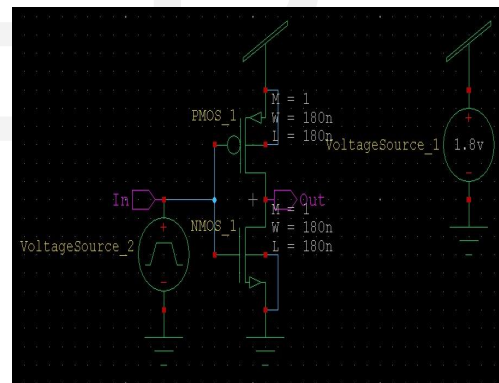 M = 1
PMOS_1
W = 180n
L = 180n
VoltageSource_1
1.8v
+
-
In
Out
M = 1
NMOS_1
W = 180n
L = 180n
VoltageSource_2
+
-